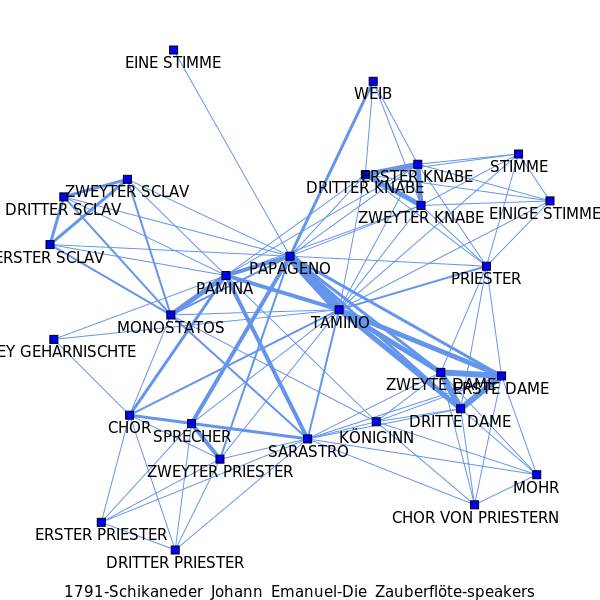 EINE STIMME
WEIB
STIMME
ERSTER KNABE
ZWEYTER SCLAV
DRITTER KNABE
DRITTER SCLAV
ZWEYTER KNABE
EINIGE STIMME
ERSTER SCLAV
PAPAGENO
PRIESTER
PAMINA
MONOSTATOS
TAMINO
EY GEHARNISCHTE
ZWEYTE DAME
ERSTE DAME
DRITTE DAME
CHOR
SPRECHER
KÖNIGINN
SARASTRO
ZWEYTER PRIESTER
MOHR
CHOR VON PRIESTERN
ERSTER PRIESTER
DRITTER PRIESTER
1791-Schikaneder_Johann_Emanuel-Die_Zauberflöte-speakers